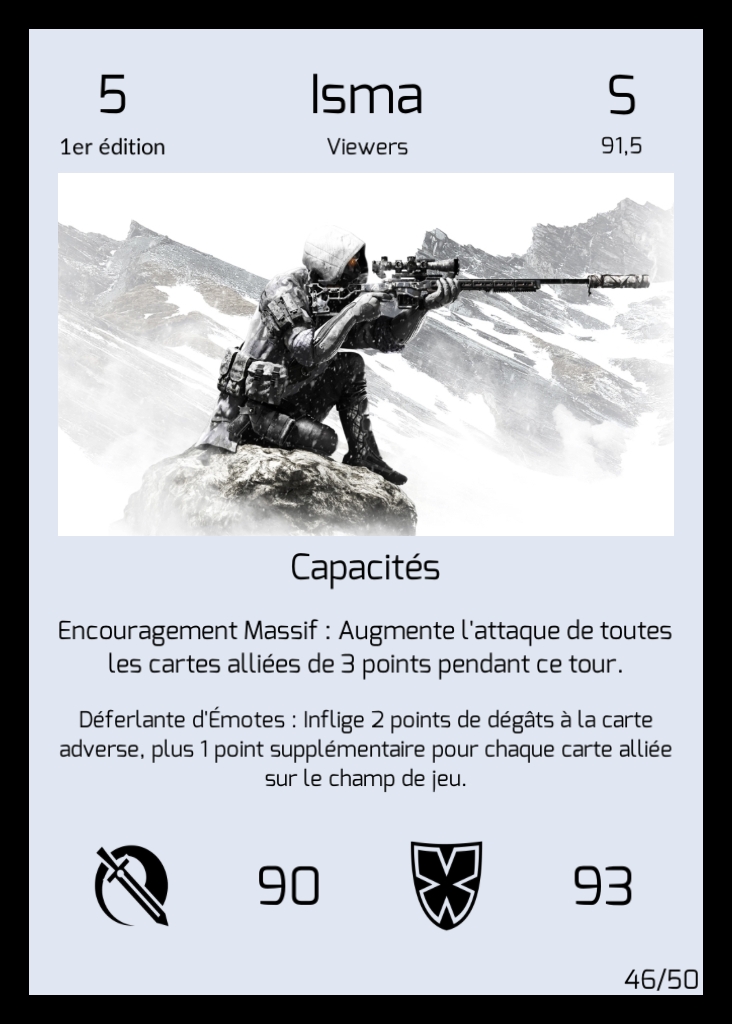 5 Isma S
1er édition Viewers 91,5
Capacités
Encouragement Massif : Augmente l'attaque de toutes
les cartes alliées de 3 points pendant ce tour.
Déferlante d'Émotes : Inflige 2 points de dégâts à la carte
adverse, plus 1 point supplémentaire pour chaque carte alliée
sur le champ de jeu.
90 93
46/50